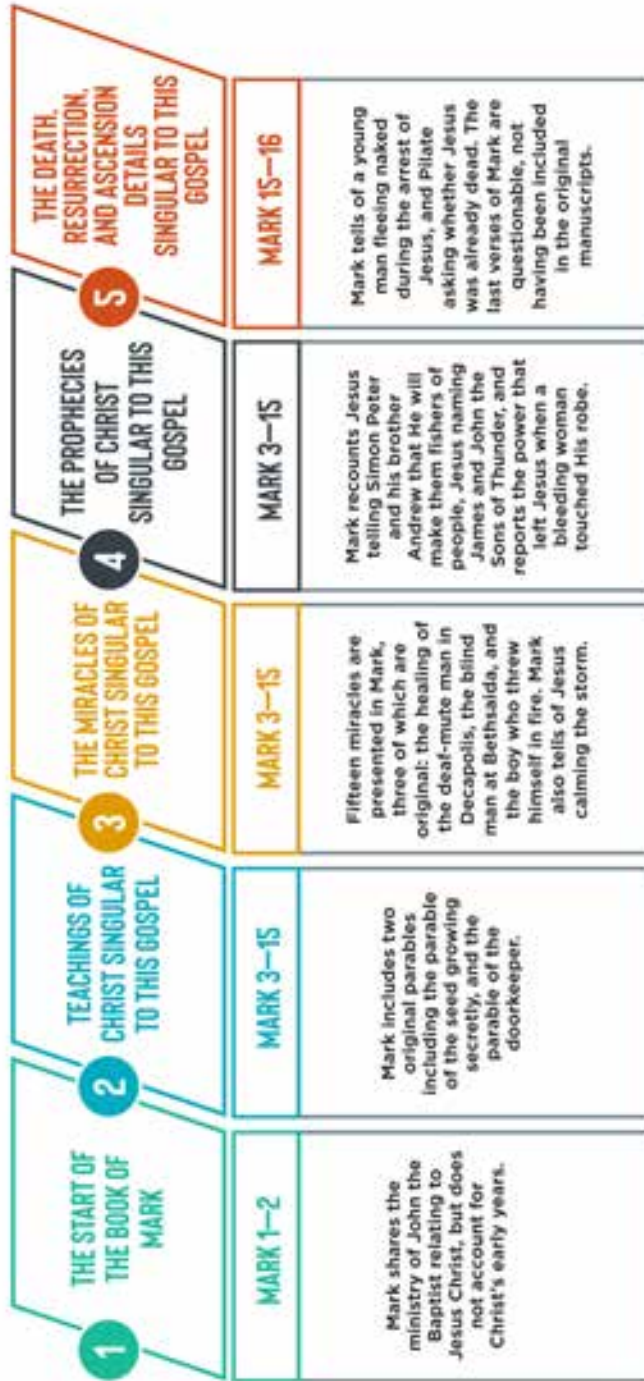 1
THE START OF
THE BOOK OF
MARK
MARK 1–2
Mark shares the
ministry of John the
Baptist relating to
Jesus Christ, but does
not account for
Christ's early years.
2
TEACHINGS OF
CHRIST SINGULAR
TO THIS GOSPEL
MARK 3–15
Mark includes two
original parables
including the parable
of the seed growing
secretly, and the
parable of the
doorkeeper.
3
THE MIRACLES OF
CHRIST SINGULAR
TO THIS GOSPEL
MARK 3–15
Fifteen miracles are
presented in Mark,
three of which are
original: the healing of
the deaf-mute man in
Decapolis, the blind
man at Bethsaida, and
the boy who threw
himself in fire. Mark
also tells of Jesus
calming the storm.
4
THE PROPHECIES
OF CHRIST
SINGULAR TO THIS
GOSPEL
MARK 3–15
Mark recounts Jesus
telling Simon Peter
and his brother
Andrew that He will
make them fishers of
people, Jesus naming
James and John the
Sons of Thunder, and
reports the power that
left Jesus when a
bleeding woman
touched His robe.
5
THE DEATH,
RESURRECTION,
AND ASCENSION
DETAILS
SINGULAR TO THIS
GOSPEL
MARK 15–16
Mark tells of a young
man fleeing naked
during the arrest of
Jesus, and Pilate
asking whether Jesus
was already dead. The
last verses of Mark are
questionable, not
having been included
in the original
manuscripts.